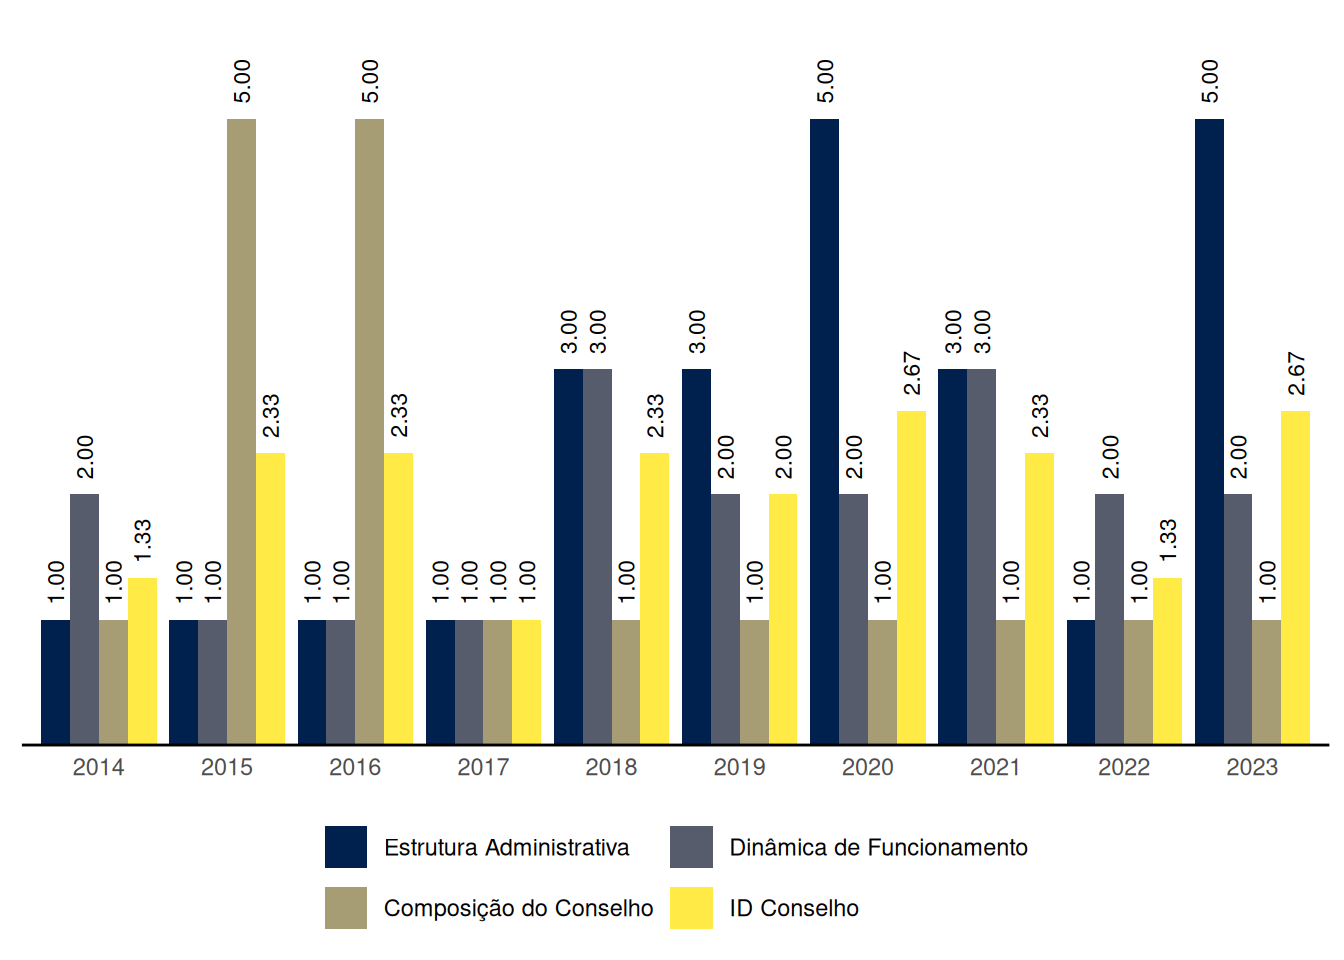 1.00 2.00 1.00 1.33
1.00 1.00 5.00 2.33
1.00 1.00 5.00 2.33
1.00 1.00 1.00 1.00
3.00 3.00 1.00 2.33
3.00 2.00 1.00 2.00
5.00 2.00 1.00 2.67
3.00 3.00 1.00 2.33
1.00 2.00 1.00 1.33
5.00 2.00 1.00 2.67
2014 2015 2016 2017 2018 2019 2020 2021 2022 2023
Estrutura Administrativa Dinâmica de Funcionamento
Composição do Conselho ID Conselho